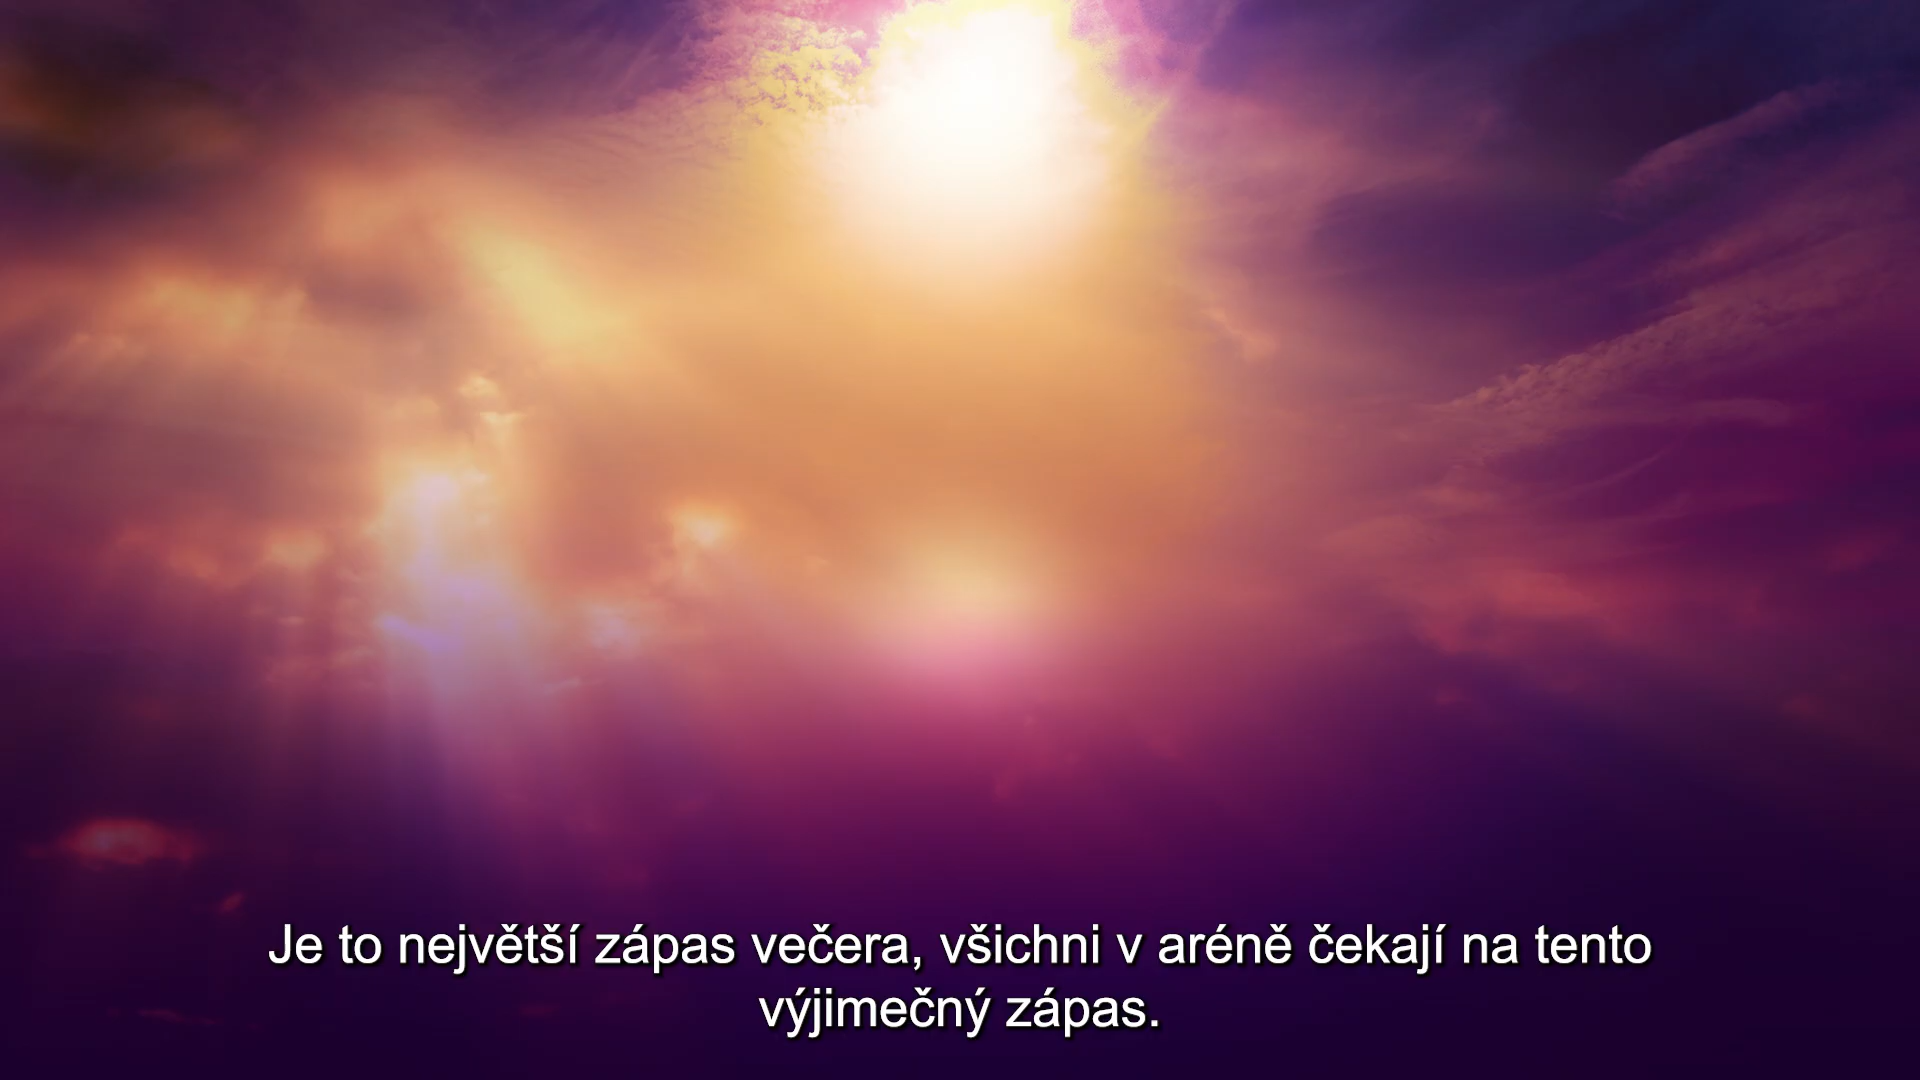 Je to největší zápas večera, všichni v aréně čekají na tento
výjimečný zápas.